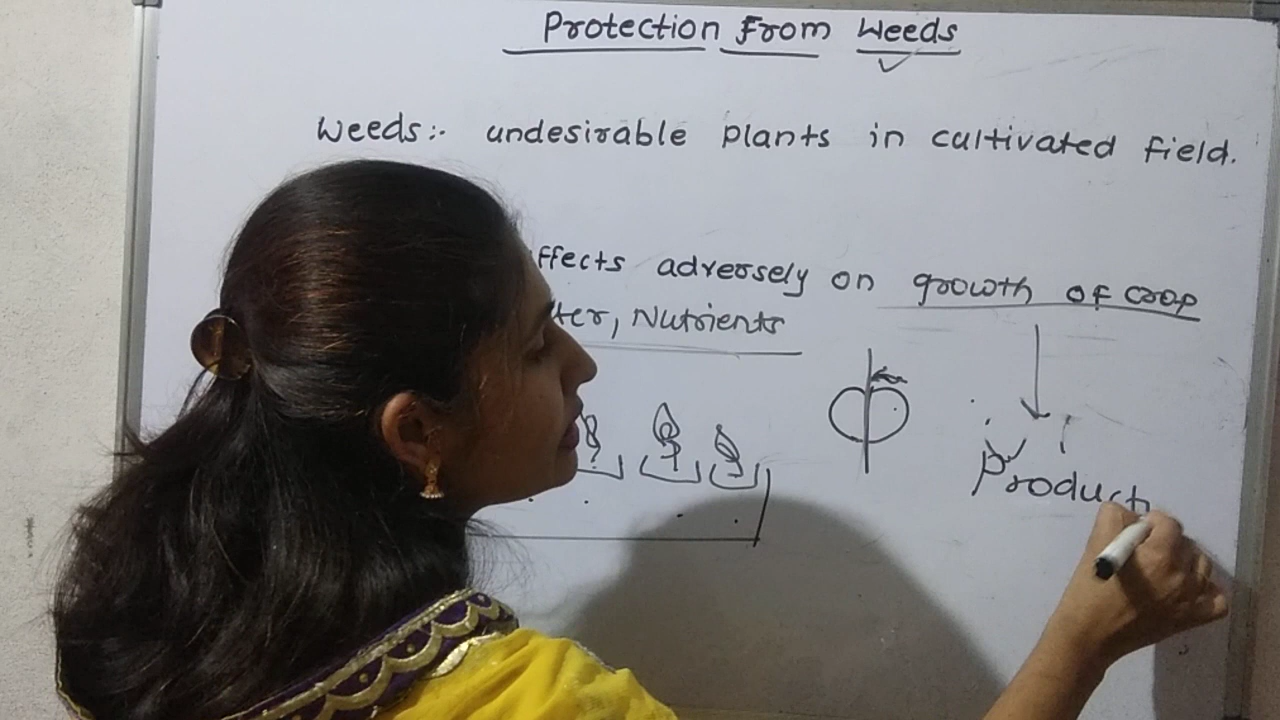 Protection From Weeds
Weeds:- undesirable plants in cultivated field.
ffects adversely on growth of crop
ter, Nutrients
Product